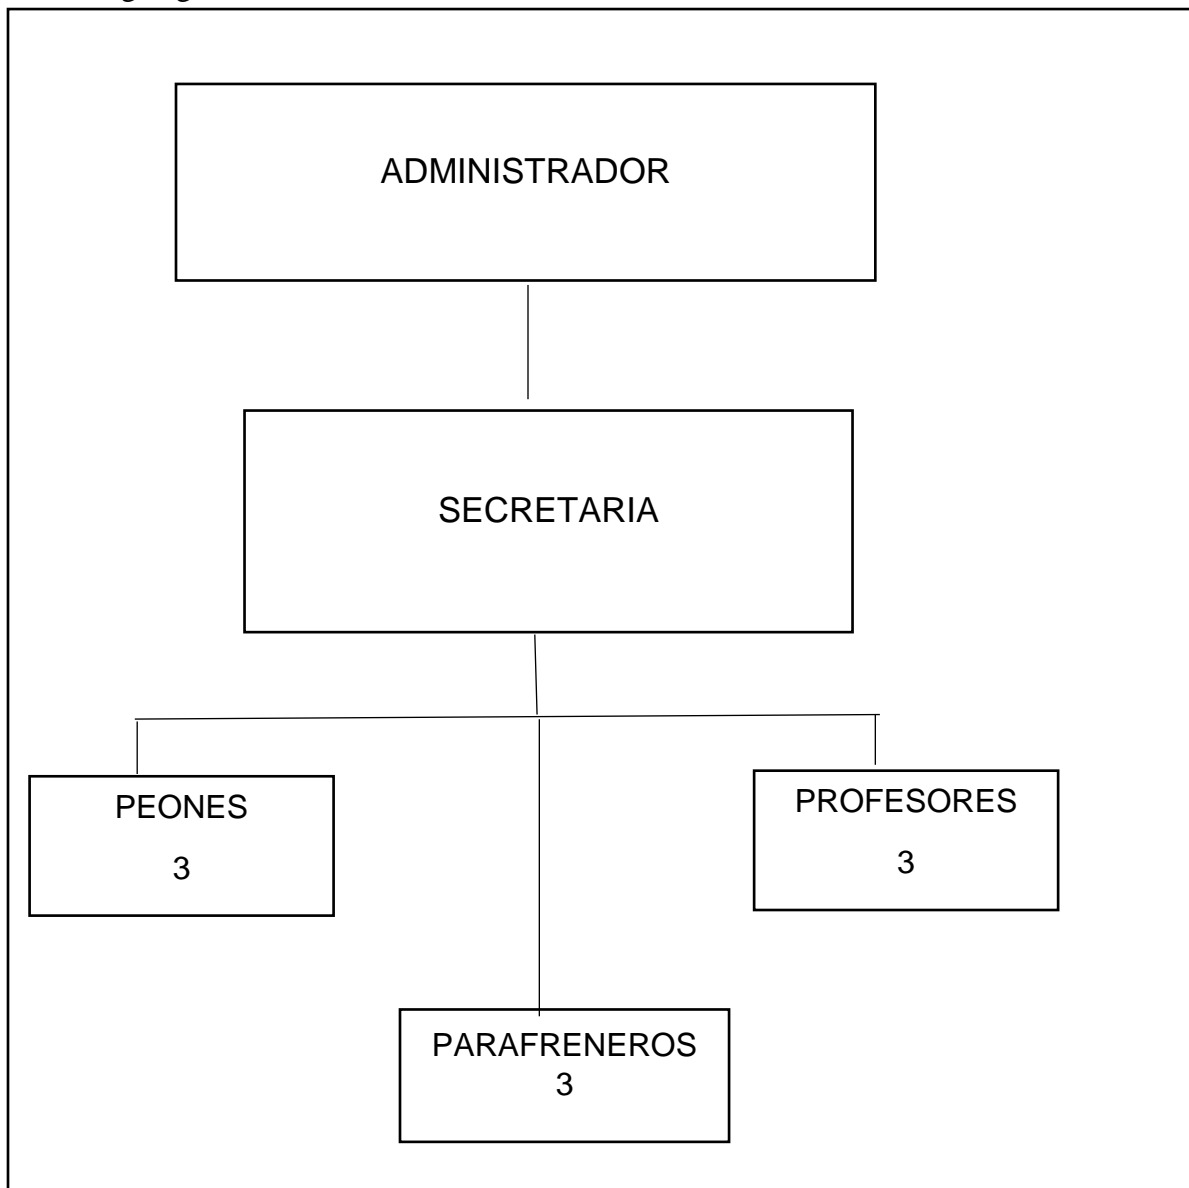 ADMINISTRADOR
SECRETARIA
PEONES
3
PROFESORES
3
PARAFRENEROS
3